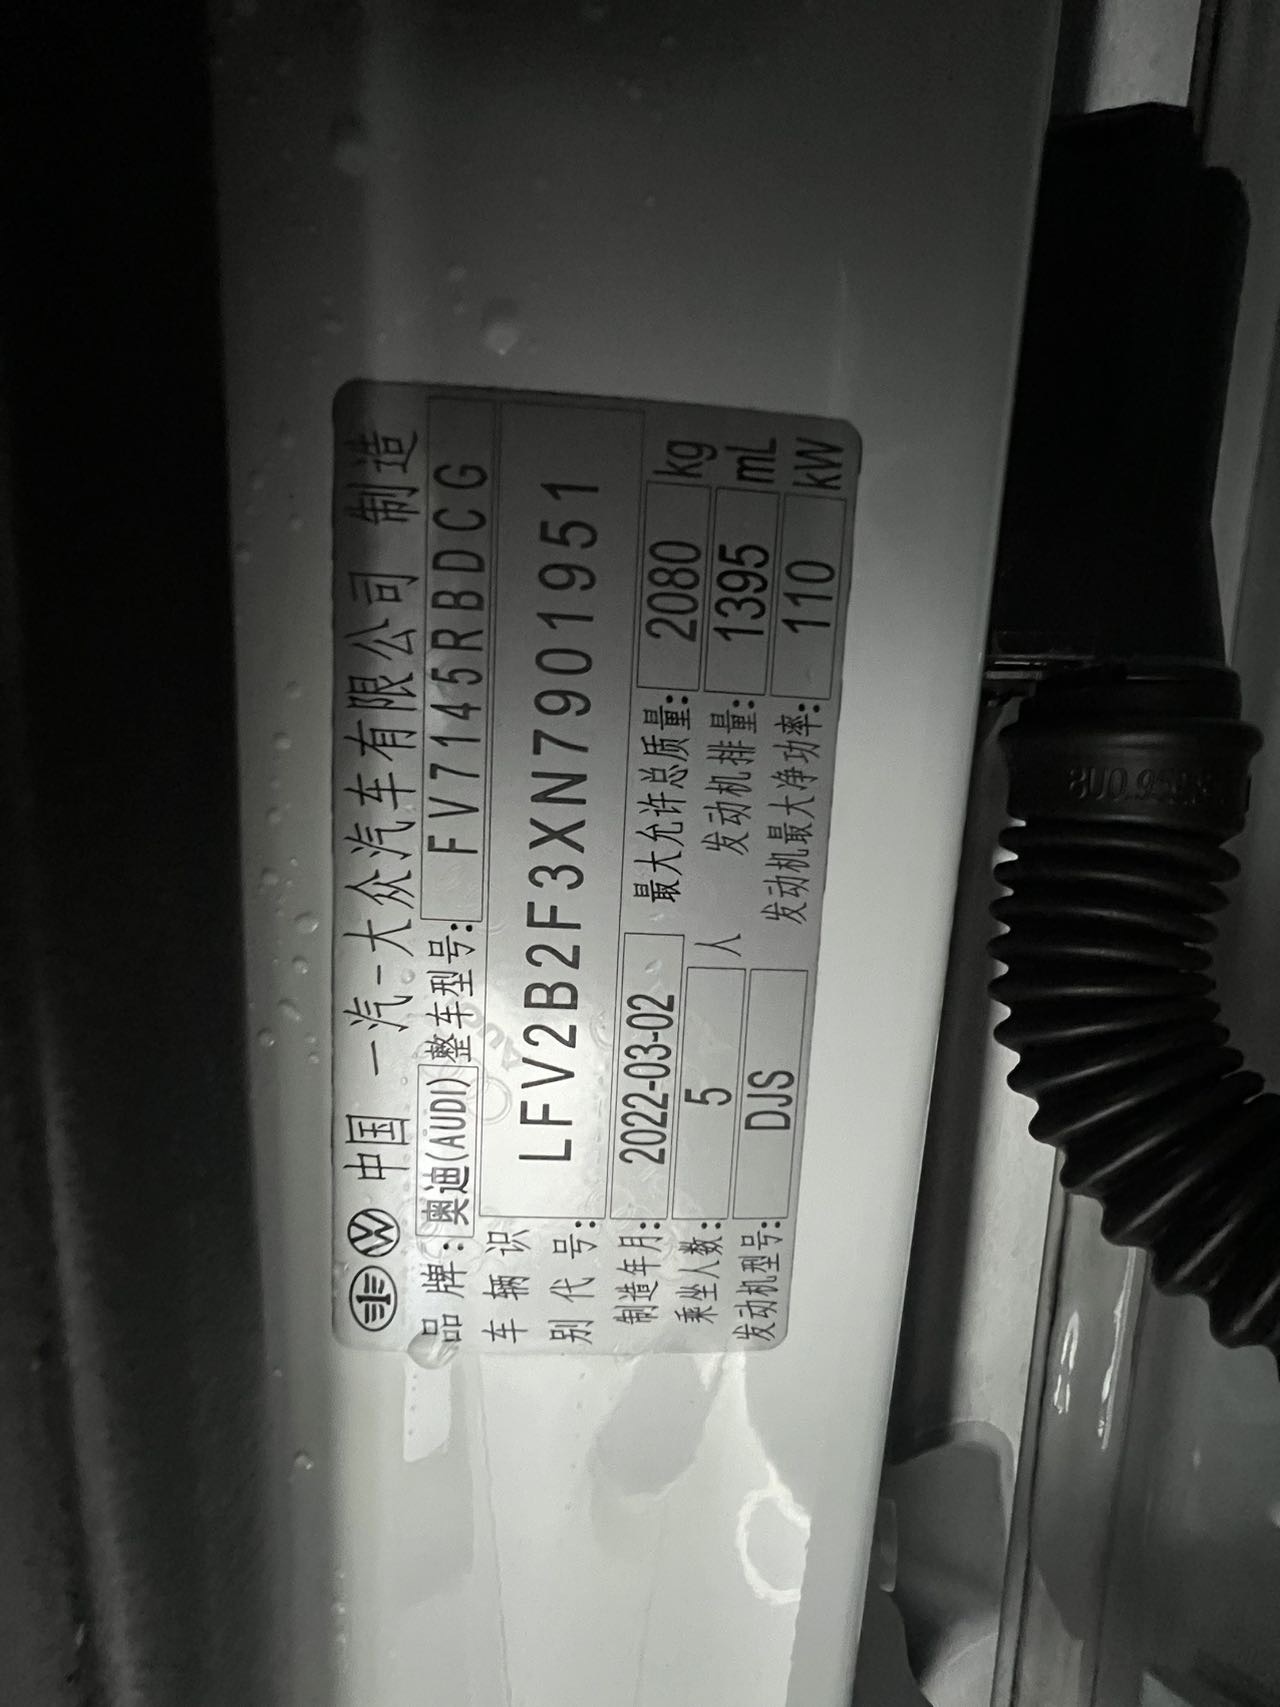 中国 一汽-大众汽车有限公司 制造
品牌: 奥迪(AUDI) 整车型号: FV7145RBDCG
车辆识别代号: LFV2B2F3XN7901951
制造年月: 2022-03-02 最大允许总质量: 2080 kg
乘坐人数: 5 人 发动机排量: 1395 mL
发动机型号: DJS 发动机最大净功率: 110 kW